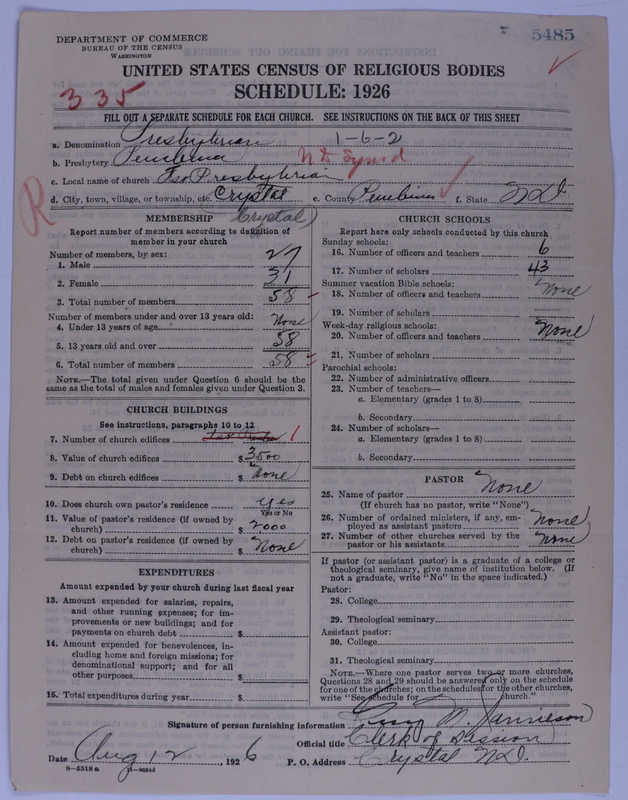 5485
DEPARTMENT OF COMMERCE
BUREAU OF THE CENSUS
WASHINGTON
UNITED STATES CENSUS OF RELIGIOUS BODIES
SCHEDULE: 1926
335
FILL OUT A SEPARATE SCHEDULE FOR EACH CHURCH. SEE INSTRUCTIONS ON THE BACK OF THIS SHEET
a. Denomination Presbyterian 1-6-2
b. Presbytery Pembina N D Synod
c. Local name of church Presbyterian
d. City, town, village, or township, etc. Crystal e. County Pembina f. State N.D.
R
(Crystal)
MEMBERSHIP
Report number of members according to definition of
member in your church
Number of members, by sex:
1. Male 27
2. Female 31
3. Total number of members 58
Number of members under and over 13 years old:
4. Under 13 years of age None
5. 13 years old and over 58
6. Total number of members 58
NOTE.—The total given under Question 6 should be the
same as the total of males and females given under Question 3.
CHURCH BUILDINGS
See instructions, paragraphs 10 to 12
7. Number of church edifices 1
8. Value of church edifices $ 3500
9. Debt on church edifices $ None
10. Does church own pastor's residence yes
Yes or No
11. Value of pastor's residence (if owned by
church) $ 2000
12. Debt on pastor's residence (if owned by
church) $ None
EXPENDITURES
Amount expended by your church during last fiscal year
13. Amount expended for salaries, repairs,
and other running expenses; for im-
provements or new buildings; and for
payments on church debt $
14. Amount expended for benevolences, in-
cluding home and foreign missions; for
denominational support; and for all
other purposes $
15. Total expenditures during year $
CHURCH SCHOOLS
Report here only schools conducted by this church
Sunday schools:
16. Number of officers and teachers 6
17. Number of scholars 43
Summer vacation Bible schools:
18. Number of officers and teachers None
19. Number of scholars
Week-day religious schools:
20. Number of officers and teachers None
21. Number of scholars
Parochial schools:
22. Number of administrative officers
23. Number of teachers—
a. Elementary (grades 1 to 8)
b. Secondary
24. Number of scholars—
a. Elementary (grades 1 to 8)
b. Secondary
PASTOR
25. Name of pastor None
(If church has no pastor, write "None")
26. Number of ordained ministers, if any, em-
ployed as assistant pastors None
27. Number of other churches served by the
pastor or his assistants None
If pastor (or assistant pastor) is a graduate of a college or
theological seminary, give name of institution below. (If
not a graduate, write "No" in the space indicated.)
Pastor:
28. College
29. Theological seminary
Assistant pastor:
30. College
31. Theological seminary
NOTE.—Where one pastor serves two or more churches,
Questions 28 and 29 should be answered only on the schedule
for one of the churches; on the schedules for the other churches,
write "See schedule for church."
Signature of person furnishing information M. Jamieson
Official title Clerk of Session
Date Aug 12, 1926 P. O. Address Crystal N.D.
8—5318a